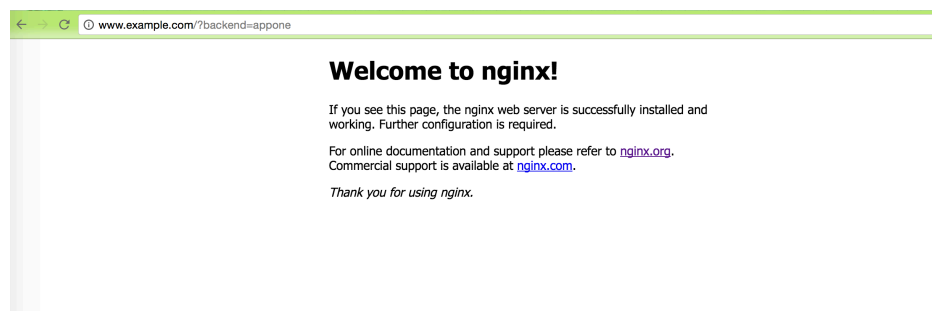 www.example.com/?backend=appone
Welcome to nginx!
If you see this page, the nginx web server is successfully installed and
working. Further configuration is required.
For online documentation and support please refer to nginx.org.
Commercial support is available at nginx.com.
Thank you for using nginx.